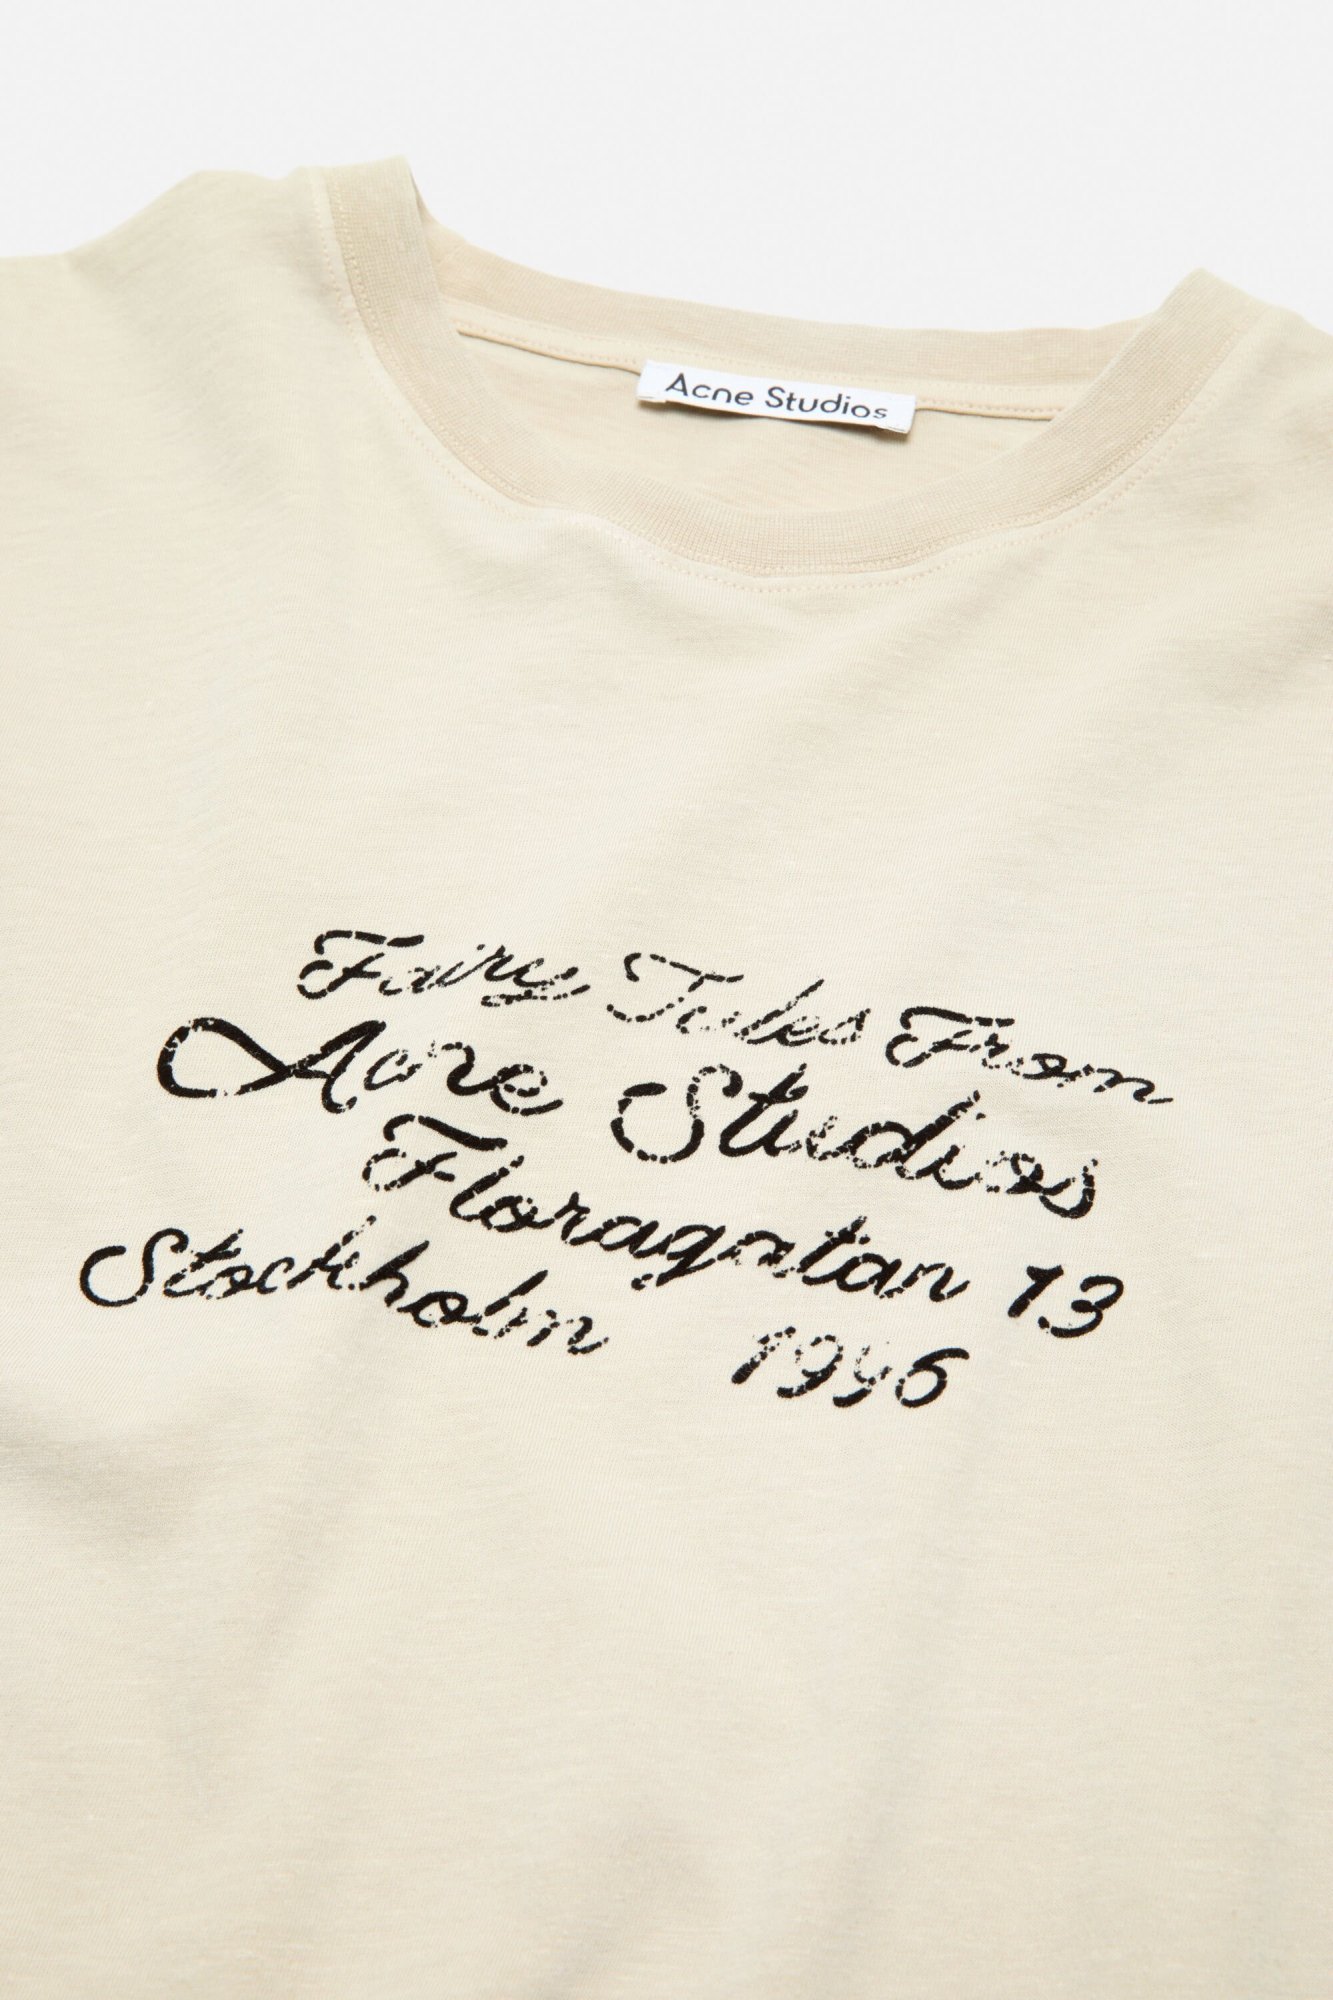 Acne Studios
Fairy Tales From
Acne Studios
Floragatan 13
Stockholm 1996